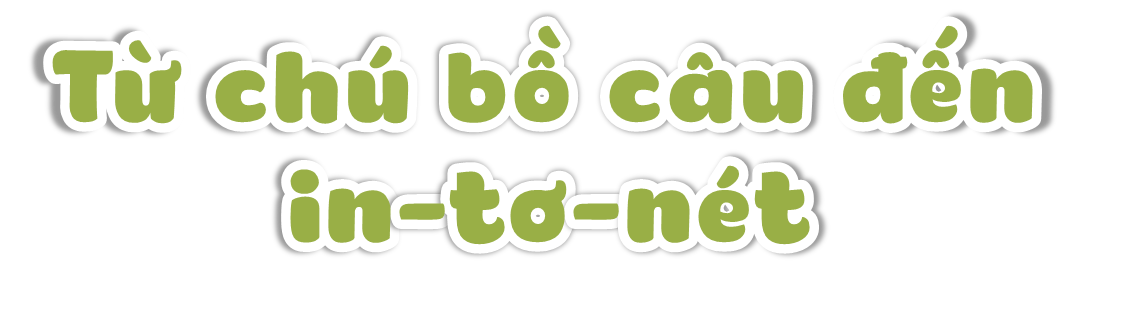 Từ chú bồ câu đến
in-tơ-nét